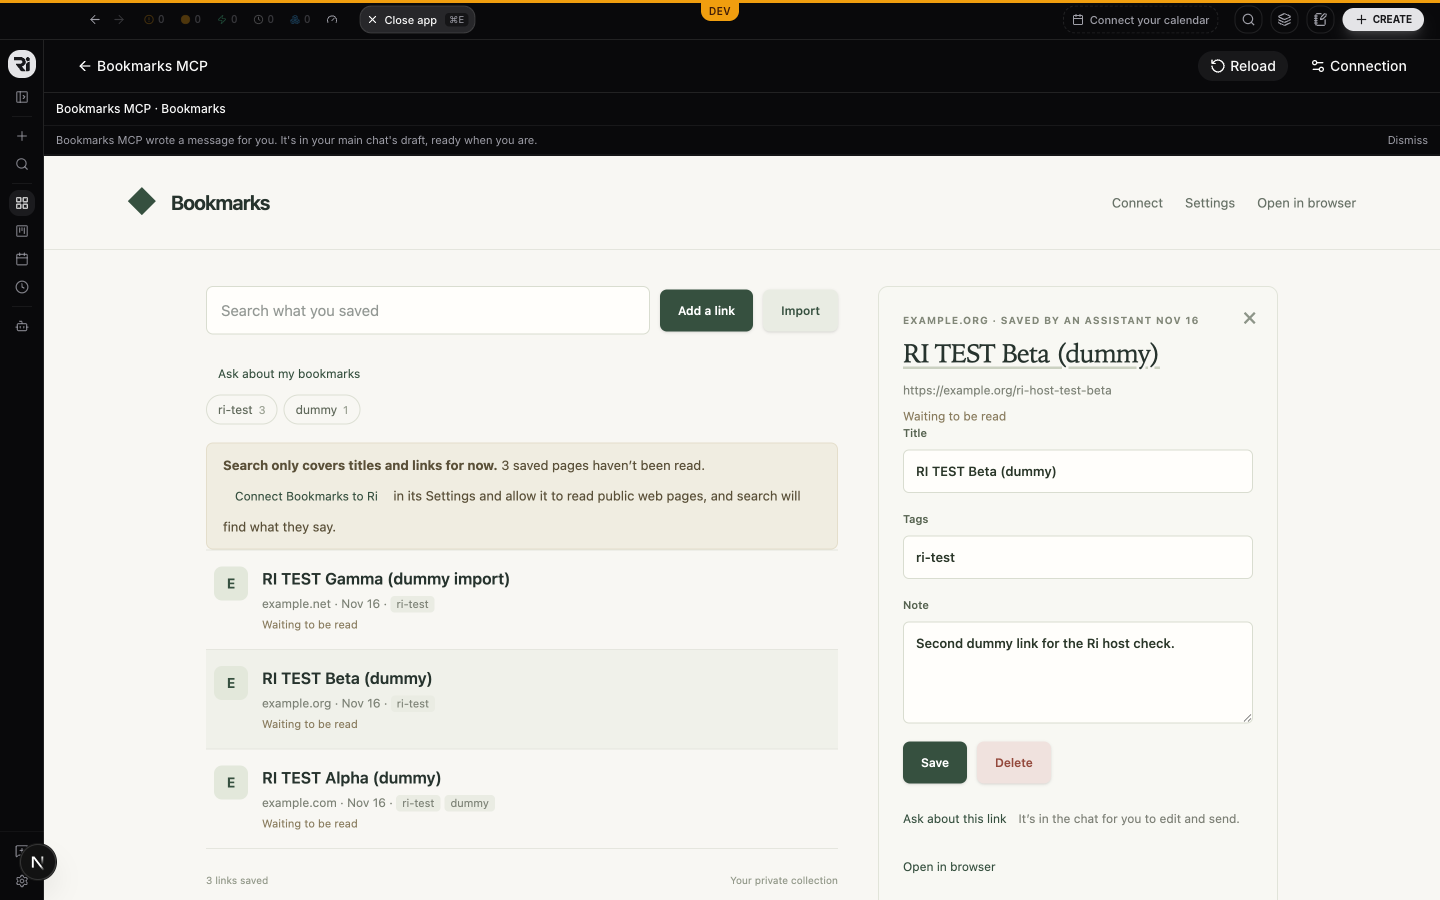 0 0 0 0 0
Close app ⌘E
DEV
Connect your calendar
CREATE
Ri
Bookmarks MCP
Reload
Connection
Bookmarks MCP · Bookmarks
Bookmarks MCP wrote a message for you. It's in your main chat's draft, ready when you are.
Dismiss
Bookmarks
Connect
Settings
Open in browser
Search what you saved
Add a link
Import
Ask about my bookmarks
ri-test 3
dummy 1
Search only covers titles and links for now. 3 saved pages haven’t been read.
Connect Bookmarks to Ri in its Settings and allow it to read public web pages, and search will
find what they say.
E
RI TEST Gamma (dummy import)
example.net · Nov 16 · ri-test
Waiting to be read
E
RI TEST Beta (dummy)
example.org · Nov 16 · ri-test
Waiting to be read
E
RI TEST Alpha (dummy)
example.com · Nov 16 · ri-test dummy
Waiting to be read
3 links saved
Your private collection
EXAMPLE.ORG · SAVED BY AN ASSISTANT NOV 16
RI TEST Beta (dummy)
https://example.org/ri-host-test-beta
Waiting to be read
Title
RI TEST Beta (dummy)
Tags
ri-test
Note
Second dummy link for the Ri host check.
Save
Delete
Ask about this link
It’s in the chat for you to edit and send.
Open in browser
N